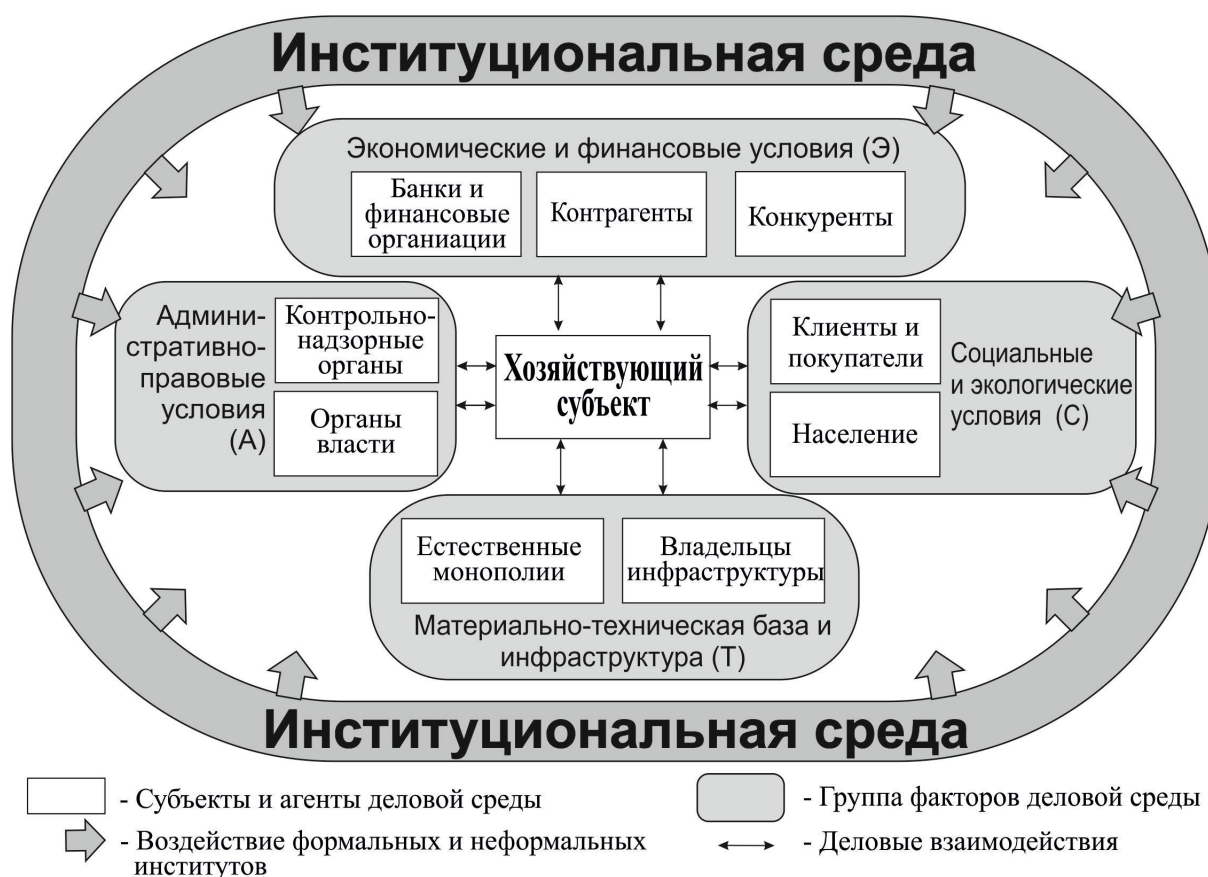 Институциональная среда
Экономические и финансовые условия (Э)
Банки и
финансовые
органиации
Контрагенты
Конкуренты
Админи-
стративно-
правовые
условия
(А)
Контрольно-
надзорные
органы
Органы
власти
Хозяйствующий
субъект
Клиенты и
покупатели
Население
Социальные
и экологические
условия (С)
Естественные
монополии
Владельцы
инфраструктуры
Материально-техническая база и
инфраструктура (Т)
Институциональная среда
- Субъекты и агенты деловой среды
- Группа факторов деловой среды
- Воздействие формальных и неформальных
институтов
- Деловые взаимодействия